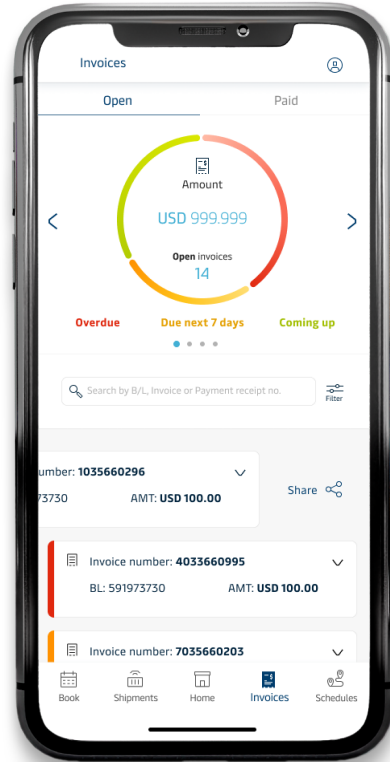 Invoices
Open Paid
Amount
USD 999.999
Open invoices
14
Overdue Due next 7 days Coming up
Search by B/L, Invoice or Payment receipt no.
Filter
umber: 1035660296
73730 AMT: USD 100.00
Share
Invoice number: 4033660995
BL: 591973730 AMT: USD 100.00
Invoice number: 7035660203
Book Shipments Home Invoices Schedules